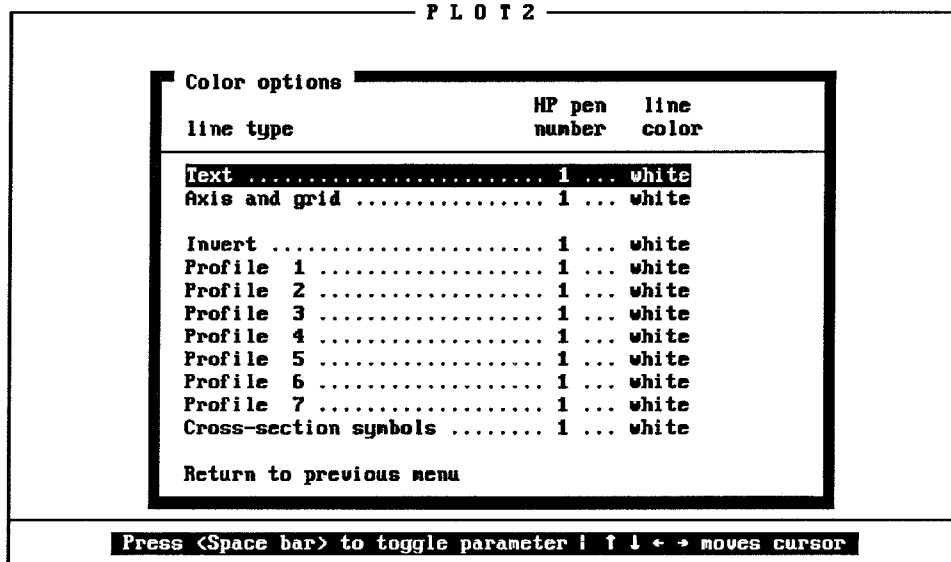 P L O T 2
Color options
HP pen line
line type number color
Text ......................... 1 ... white
Axis and grid ................ 1 ... white
Invert ....................... 1 ... white
Profile 1 .................... 1 ... white
Profile 2 .................... 1 ... white
Profile 3 .................... 1 ... white
Profile 4 .................... 1 ... white
Profile 5 .................... 1 ... white
Profile 6 .................... 1 ... white
Profile 7 .................... 1 ... white
Cross-section symbols ........ 1 ... white
Return to previous menu
Press <Space bar> to toggle parameter | ↑ ↓ ← → moves cursor